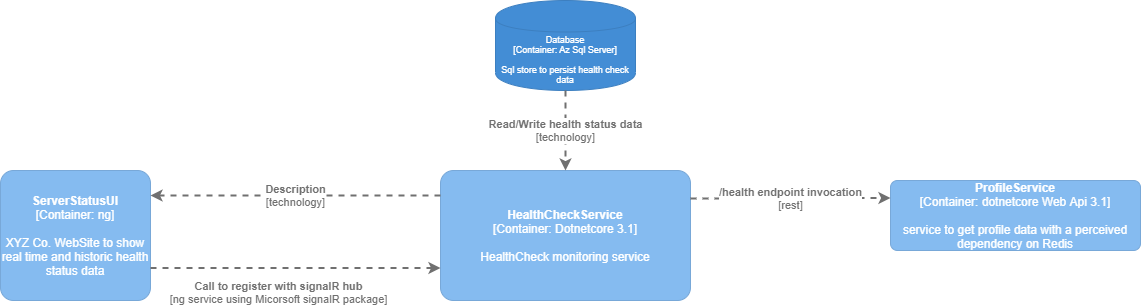 Database
[Container: Az Sql Server]
Sql store to persist health check
data
Read/Write health status data
[technology]
ServerStatusUI
[Container: ng]
XYZ Co. WebSite to show
real time and historic health
status data
Description
[technology]
HealthCheckService
[Container: Dotnetcore 3.1]
HealthCheck monitoring service
/health endpoint invocation
[rest]
ProfileService
[Container: dotnetcore Web Api 3.1]
service to get profile data with a perceived
dependency on Redis
Call to register with signalR hub
[ng service using Micorsoft signalR package]